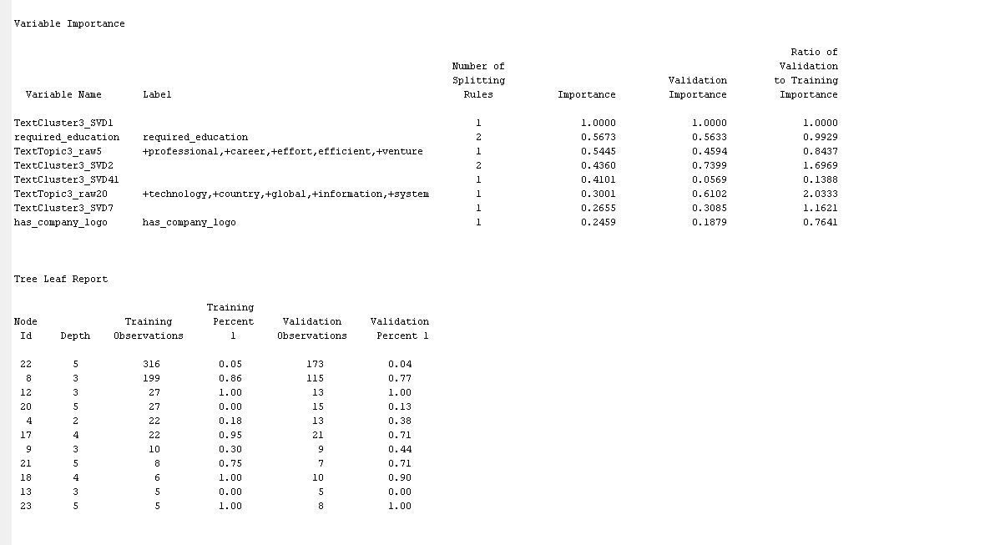 Variable Importance
Ratio of
Number of Validation
Splitting Validation to Training
Variable Name Label Rules Importance Importance Importance
TextCluster3_SVD1 1 1.0000 1.0000 1.0000
required_education required_education 2 0.5673 0.5633 0.9929
TextTopic3_raw5 +professional,+career,+effort,efficient,+venture 1 0.5445 0.4594 0.8437
TextCluster3_SVD2 2 0.4360 0.7399 1.6969
TextCluster3_SVD41 1 0.4101 0.0569 0.1388
TextTopic3_raw20 +technology,+country,+global,+information,+system 1 0.3001 0.6102 2.0333
TextCluster3_SVD7 1 0.2655 0.3085 1.1621
has_company_logo has_company_logo 1 0.2459 0.1879 0.7641
Tree Leaf Report
Training
Node Training Percent Validation Validation
Id Depth Observations 1 Observations Percent 1
22 5 316 0.05 173 0.04
8 3 199 0.86 115 0.77
12 3 27 1.00 13 1.00
20 5 27 0.00 15 0.13
4 2 22 0.18 13 0.38
17 4 22 0.95 21 0.71
9 3 10 0.30 9 0.44
21 5 8 0.75 7 0.71
18 4 6 1.00 10 0.90
13 3 5 0.00 5 0.00
23 5 5 1.00 8 1.00